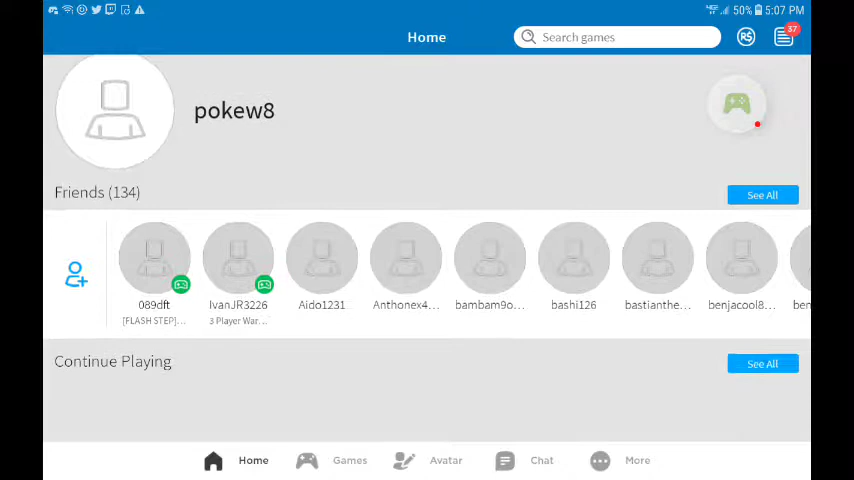 50% 5:07 PM
Home
Search games
R$
37
pokew8
Friends (134)
See All
089dft
[FLASH STEP]...
IvanJR3226
3 Player War...
Aido1231
Anthonex4...
bambam9o...
bashi126
bastianthe...
benjacool8...
ben
Continue Playing
See All
Home
Games
Avatar
Chat
More